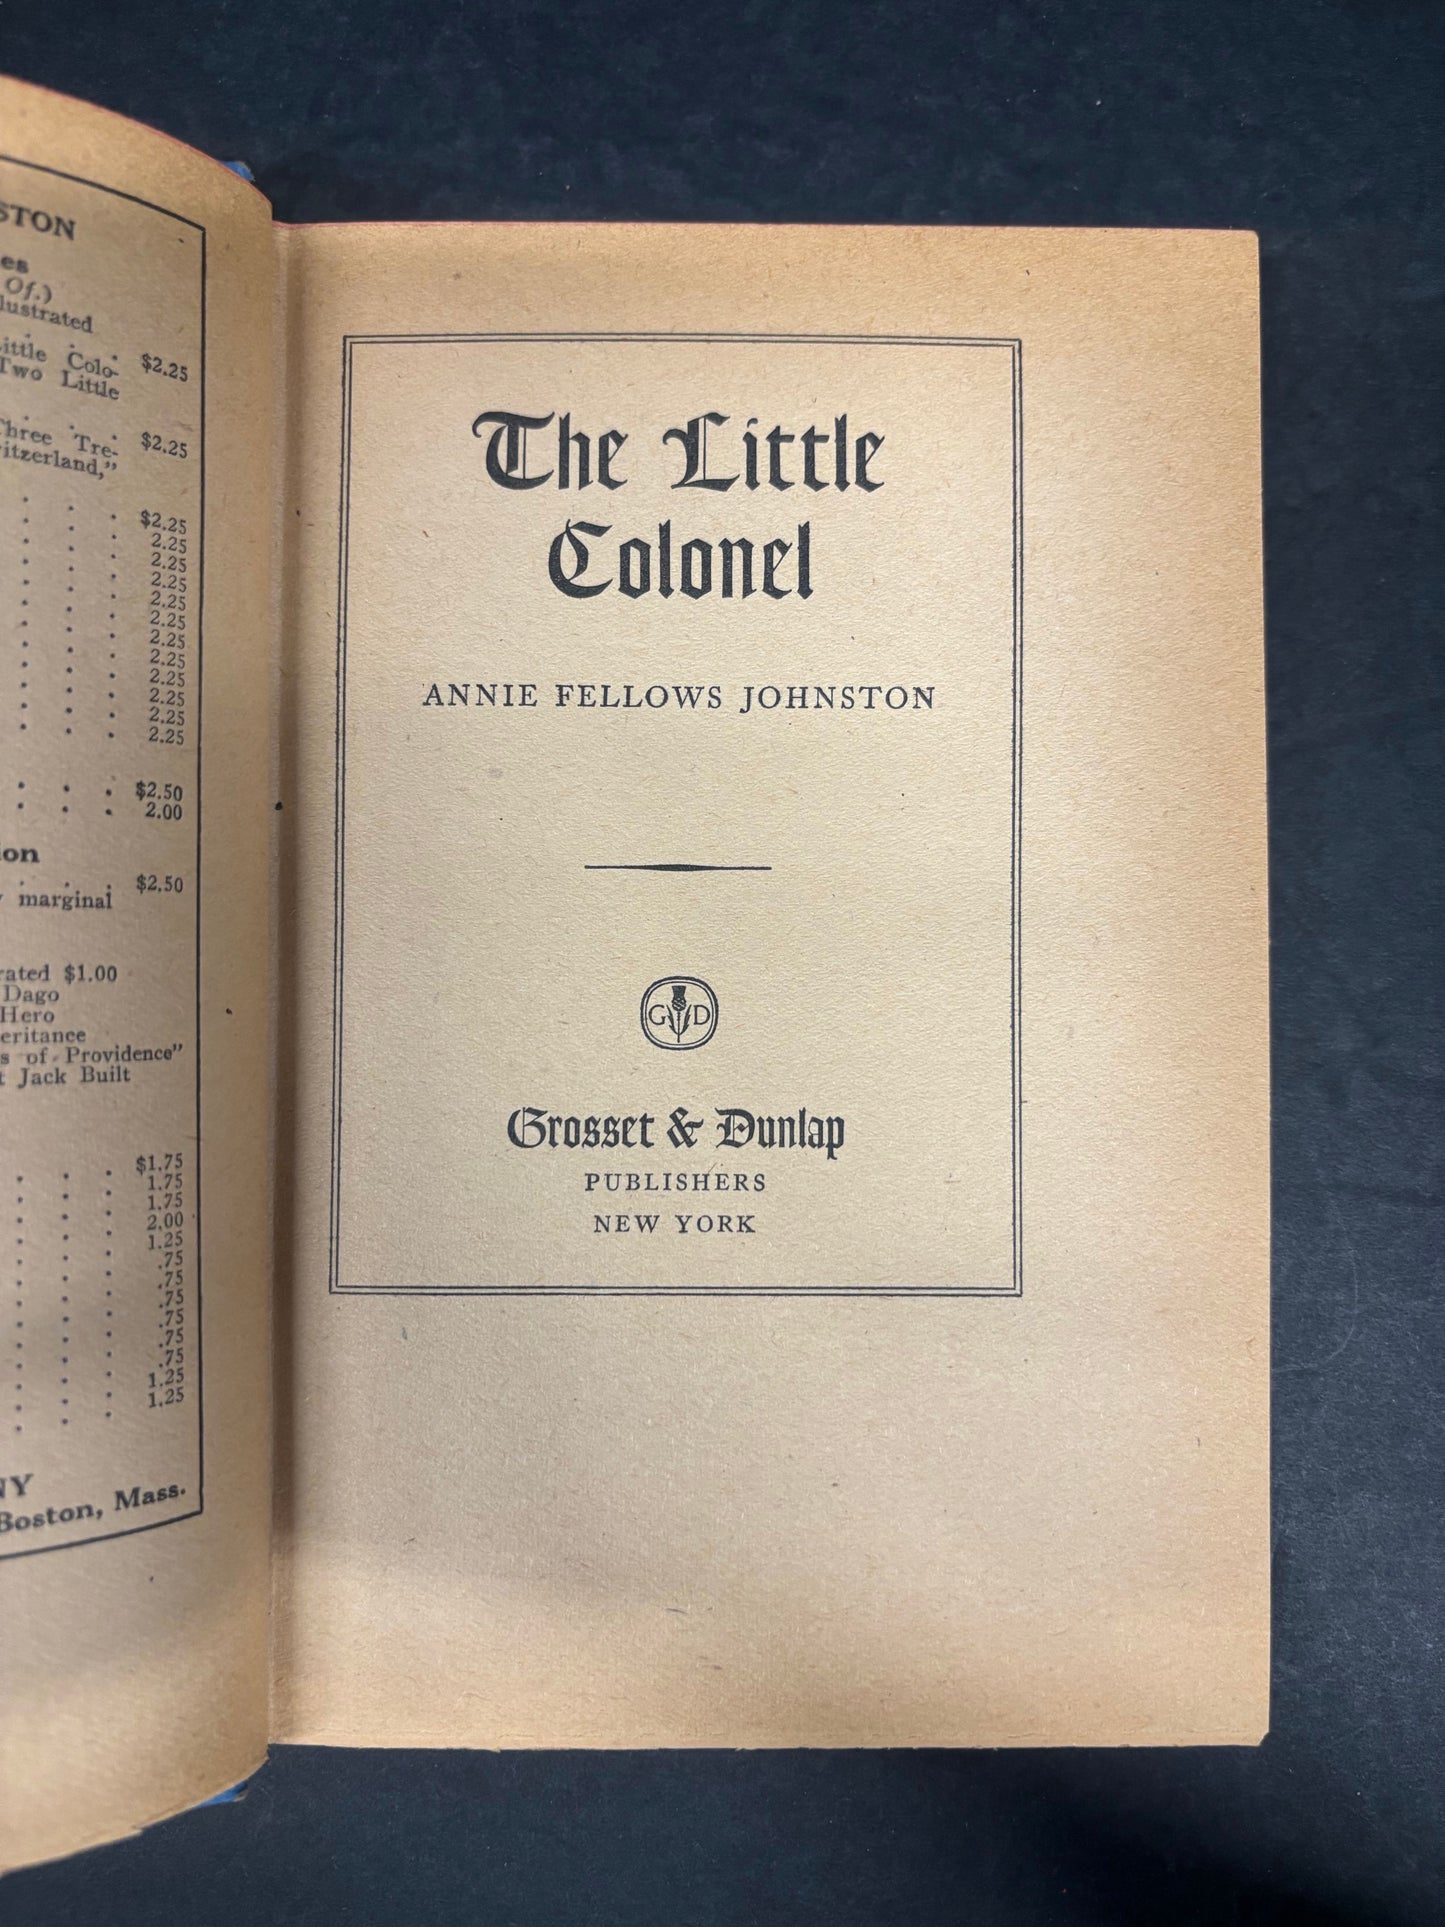 STON
es
Of.)
lustrated
ittle Colo- $2.25
Two Little
Three Tre- $2.25
itzerland,"
. . . $2.25
. . . 2.25
. . . 2.25
. . . 2.25
. . . 2.25
. . . 2.25
. . . 2.25
. . . 2.25
. . . 2.25
. . . 2.25
. . . 2.25
. . . 2.25
. . . $2.50
. . . 2.00
ion
. . . $2.50
marginal
rated $1.00
Dago
Hero
eritance
s of Providence"
t Jack Built
. . . $1.75
. . . 1.75
. . . 1.75
. . . 2.00
. . . 1.25
. . . .75
. . . .75
. . . .75
. . . .75
. . . .75
. . . .75
. . . 1.25
. . . 1.25
NY
Boston, Mass.
The Little
Colonel
ANNIE FELLOWS JOHNSTON
G D
Grosset & Dunlap
PUBLISHERS
NEW YORK